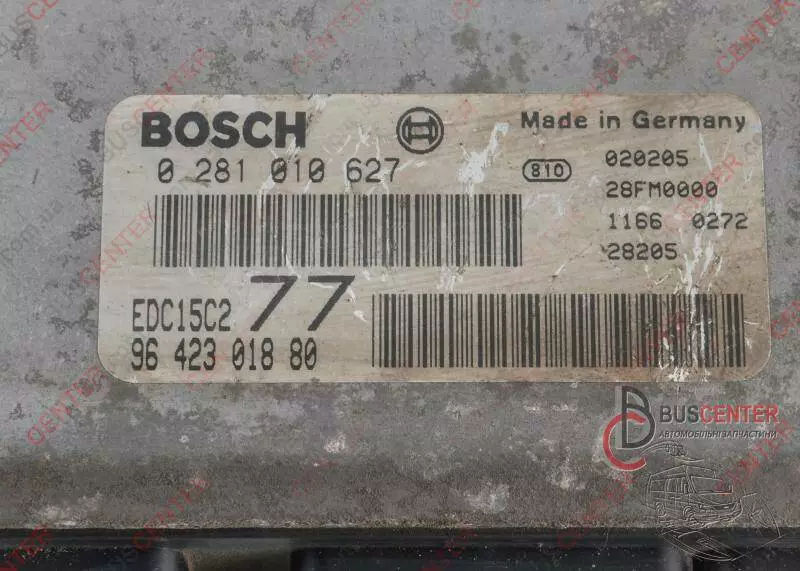 BOSCH
Made in Germany
0 281 010 627
810
020205
28FM0000
1166 0272
28205
EDC15C2 77
96 423 018 80
BUSCENTER
АВТОМОБІЛЬНІ ЗАПЧАСТИНИ